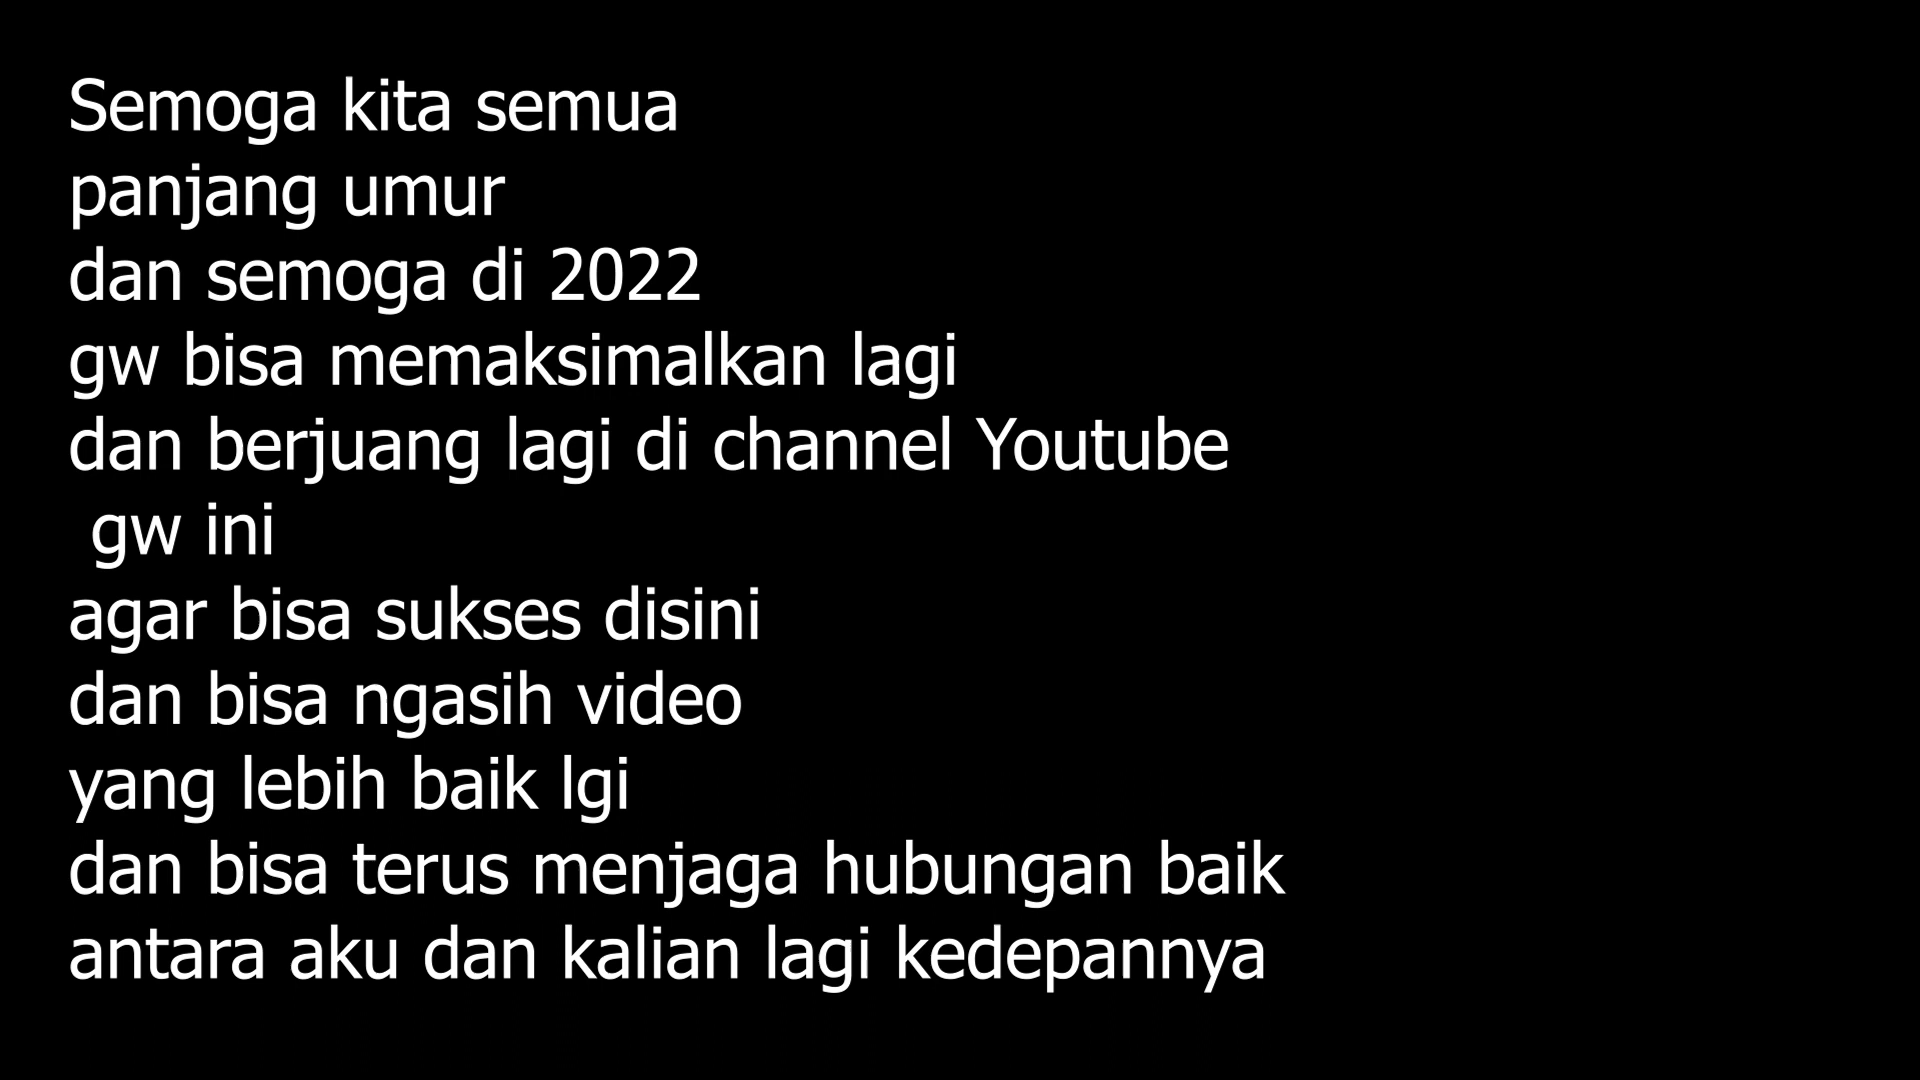 Semoga kita semua
panjang umur
dan semoga di 2022
gw bisa memaksimalkan lagi
dan berjuang lagi di channel Youtube
gw ini
agar bisa sukses disini
dan bisa ngasih video
yang lebih baik lgi
dan bisa terus menjaga hubungan baik
antara aku dan kalian lagi kedepannya